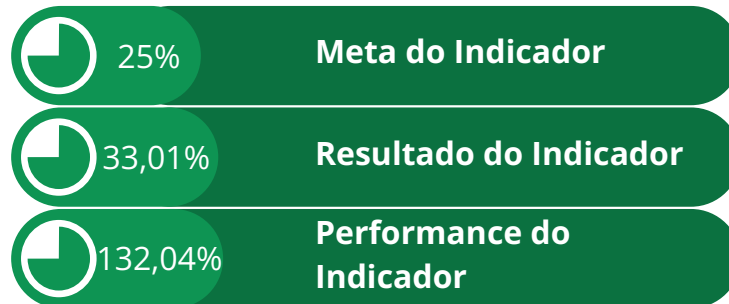 25% Meta do Indicador
33,01% Resultado do Indicador
132,04% Performance do
Indicador